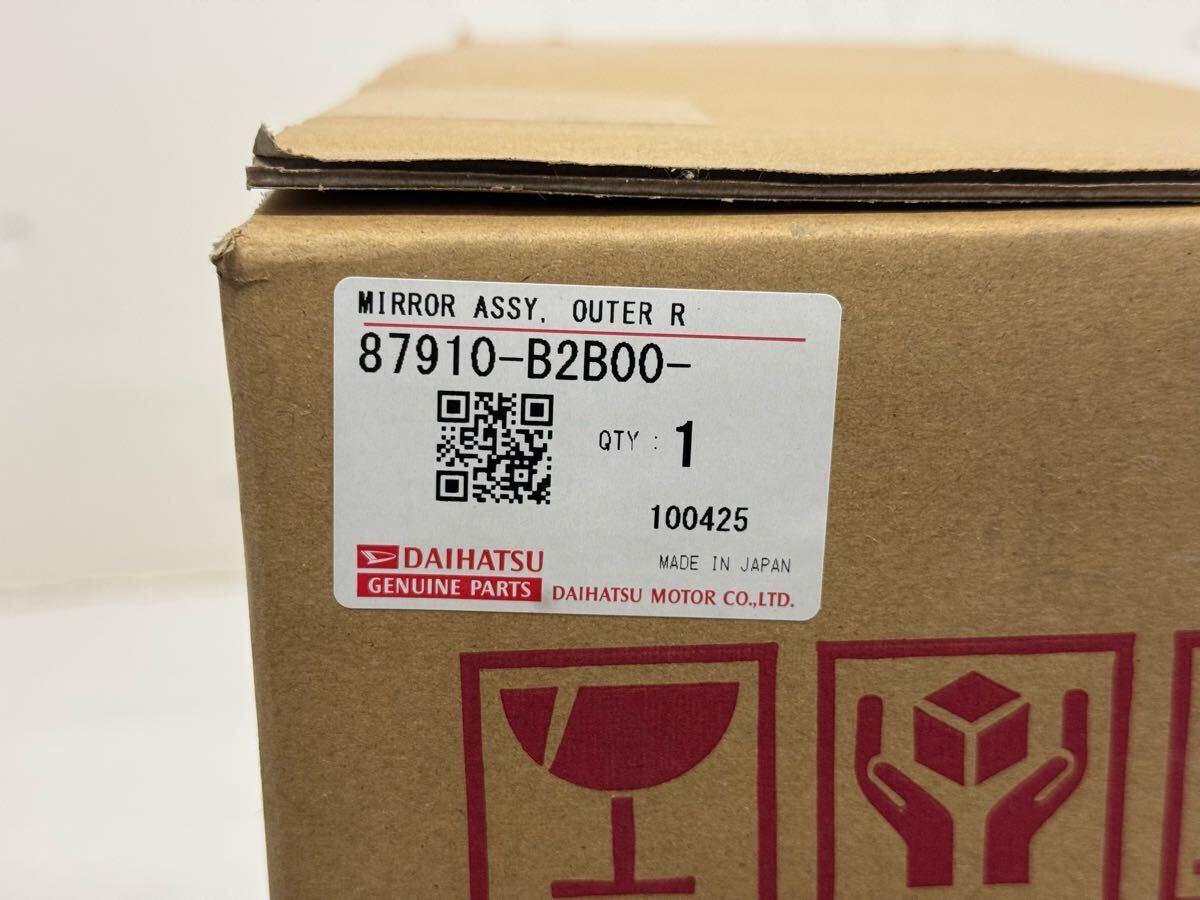 MIRROR ASSY, OUTER R
87910-B2B00-
QTY : 1
100425
DAIHATSU
MADE IN JAPAN
GENUINE PARTS
DAIHATSU MOTOR CO.,LTD.